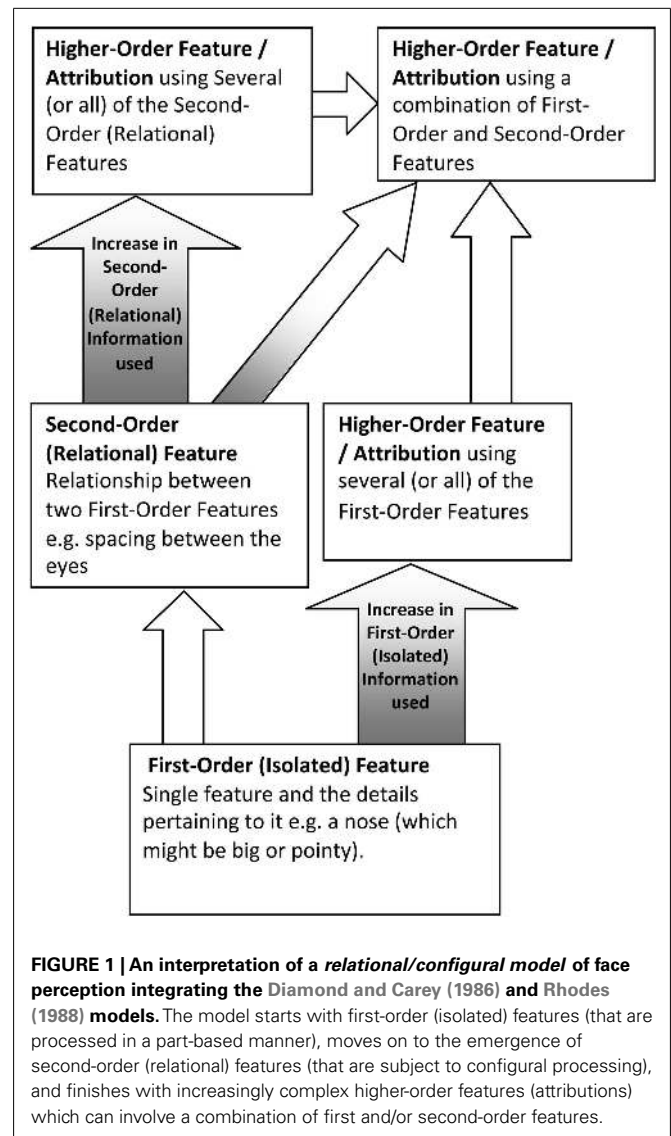 Higher-Order Feature /
Attribution using Several
(or all) of the Second-
Order (Relational)
Features
Higher-Order Feature /
Attribution using a
combination of First-
Order and Second-Order
Features
Increase in
Second-
Order
(Relational)
Information
used
Second-Order
(Relational) Feature
Relationship between
two First-Order Features
e.g. spacing between the
eyes
Higher-Order Feature
/ Attribution using
several (or all) of the
First-Order Features
Increase in
First-Order
(Isolated)
Information
used
First-Order (Isolated) Feature
Single feature and the details
pertaining to it e.g. a nose (which
might be big or pointy).
FIGURE 1 | An interpretation of a relational/configural model of face
perception integrating the Diamond and Carey (1986) and Rhodes
(1988) models. The model starts with first-order (isolated) features (that are
processed in a part-based manner), moves on to the emergence of
second-order (relational) features (that are subject to configural processing),
and finishes with increasingly complex higher-order features (attributions)
which can involve a combination of first and/or second-order features.